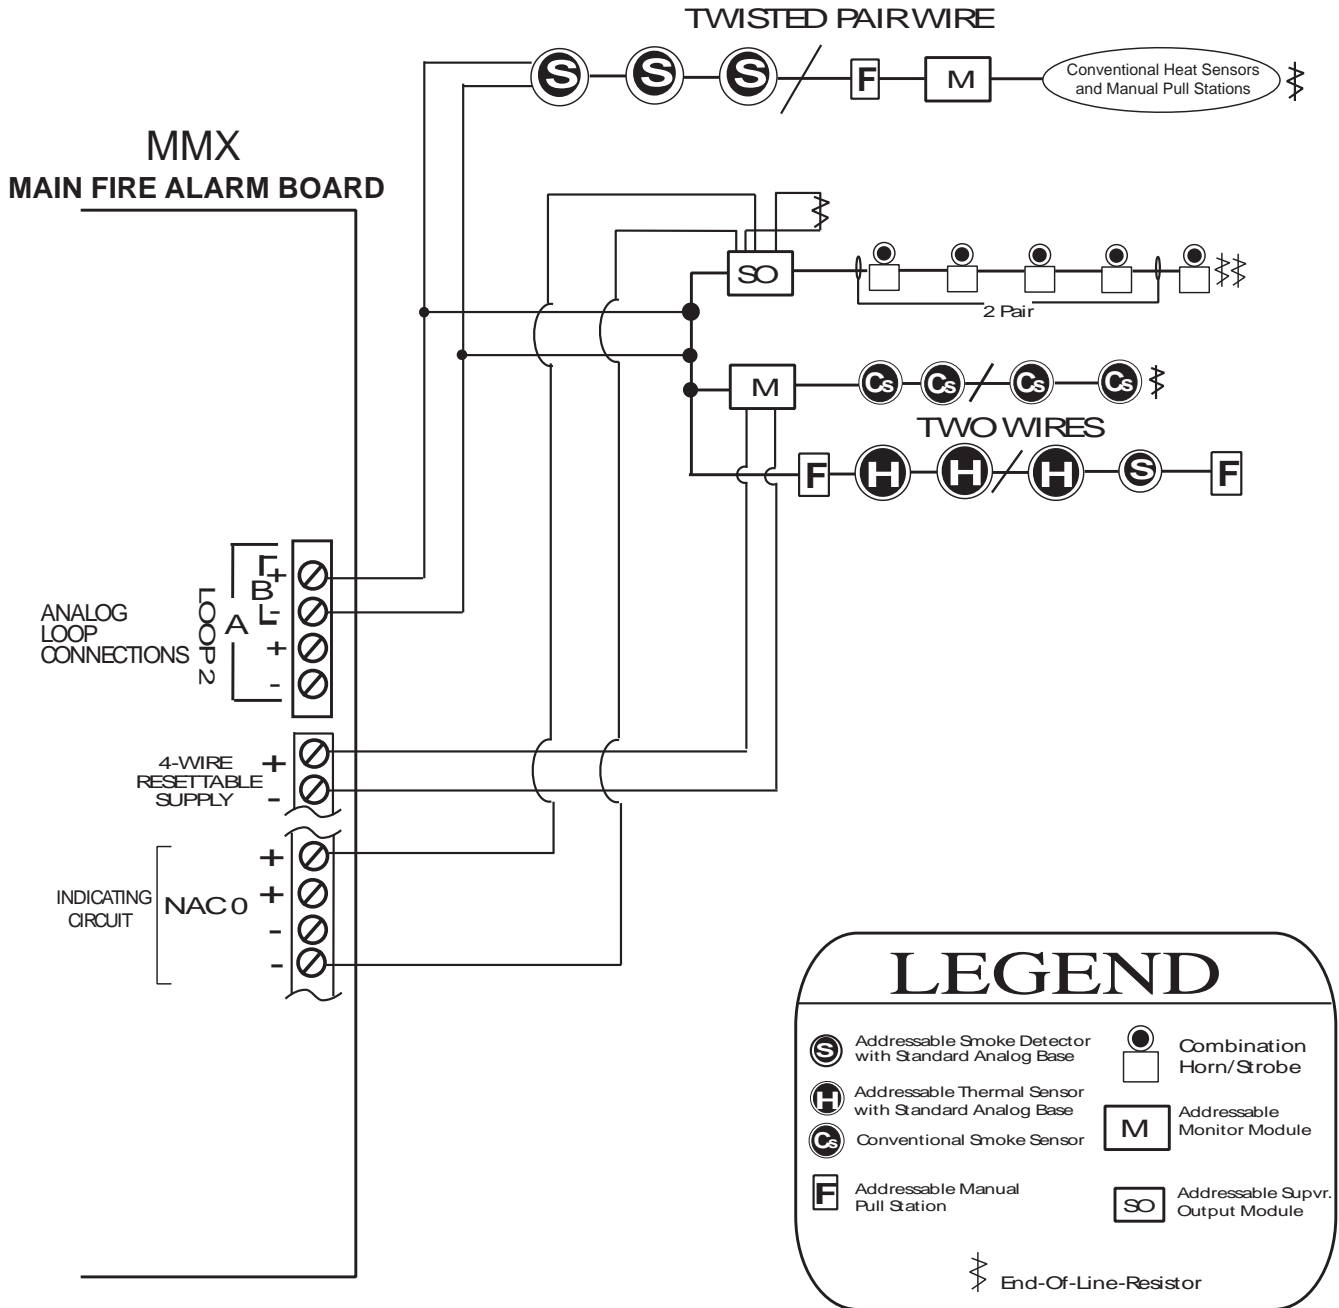 TWISTED PAIR WIRE
S S S F M
Conventional Heat Sensors
and Manual Pull Stations
MMX
MAIN FIRE ALARM BOARD
SO
2 Pair
M Cs Cs Cs Cs
TWO WIRES
F H H H S F
ANALOG
LOOP
CONNECTIONS
LOOP 2
A
B
+
-
+
-
4-WIRE
RESETTABLE
SUPPLY
+
-
INDICATING
CIRCUIT
NAC 0
+
+
-
-
LEGEND
S Addressable Smoke Detector
with Standard Analog Base
H Addressable Thermal Sensor
with Standard Analog Base
Cs Conventional Smoke Sensor
F Addressable Manual
Pull Station
Combination
Horn/Strobe
M Addressable
Monitor Module
SO Addressable Supvr.
Output Module
End-Of-Line-Resistor